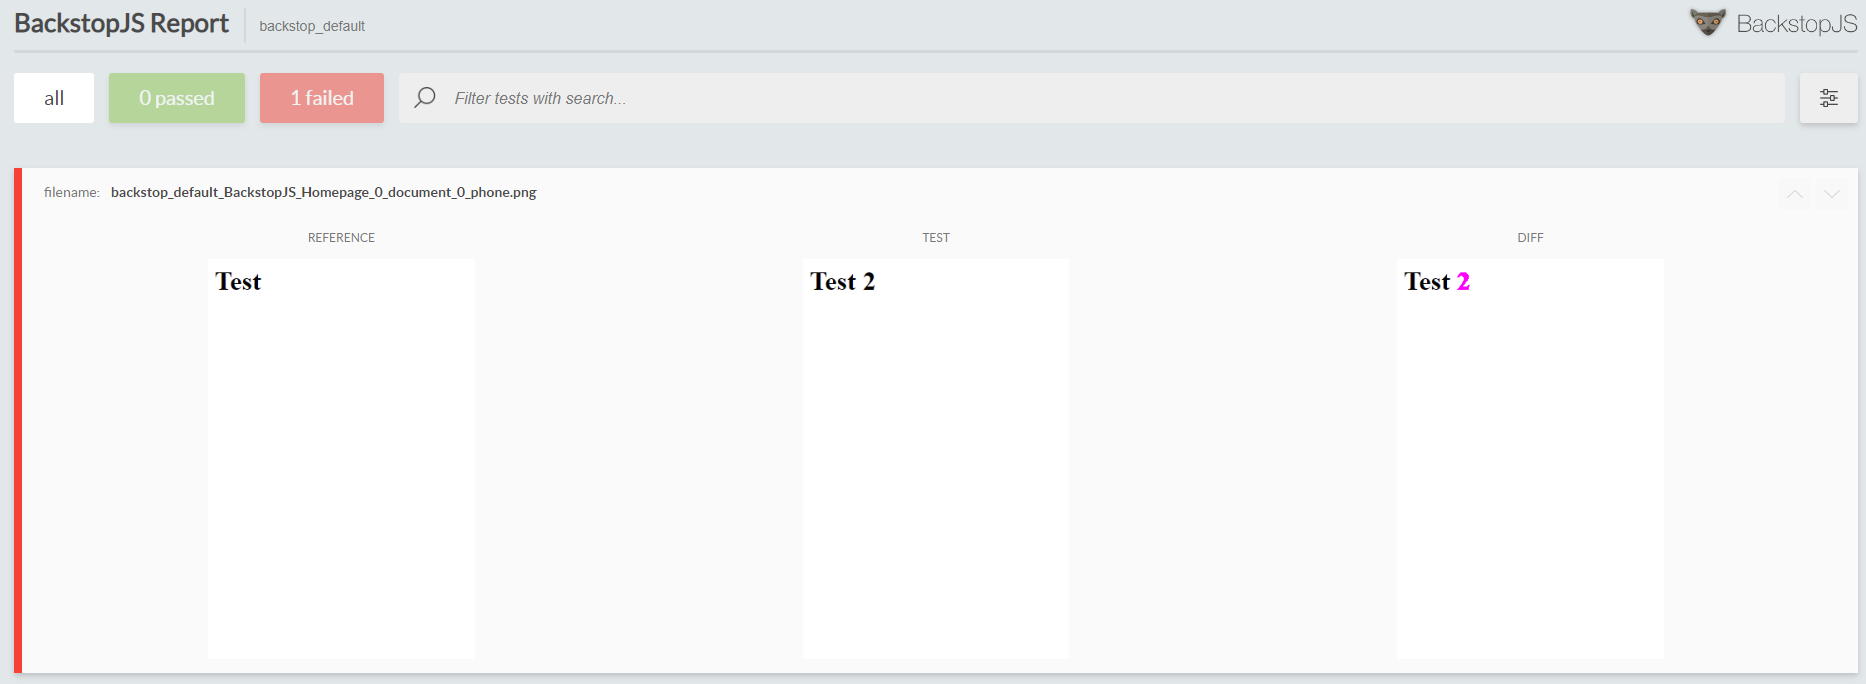 BackstopJS Report backstop_default BackstopJS
all 0 passed 1 failed Filter tests with search...
filename: backstop_default_BackstopJS_Homepage_0_document_0_phone.png
REFERENCE TEST DIFF
Test Test 2 Test 2